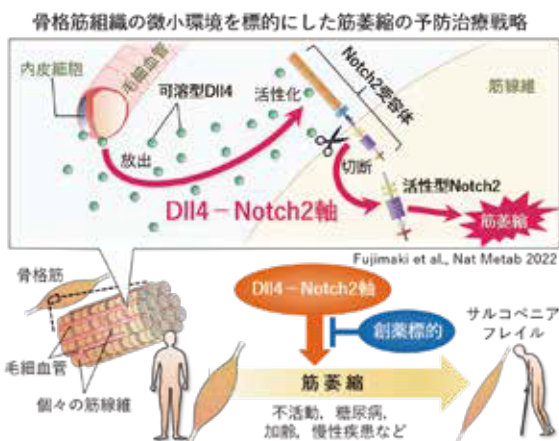 骨格筋組織の微小環境を標的にした筋萎縮の予防治療戦略
内皮細胞
毛細血管
可溶型Dll4
活性化
Notch2受容体
筋線維
放出
切断
活性型Notch2
Dll4－Notch2軸
筋萎縮
Fujimaki et al., Nat Metab 2022
骨格筋
Dll4－Notch2軸
創薬標的
サルコペニア
フレイル
毛細血管
個々の筋線維
筋萎縮
不活動，糖尿病，
加齢，慢性疾患など